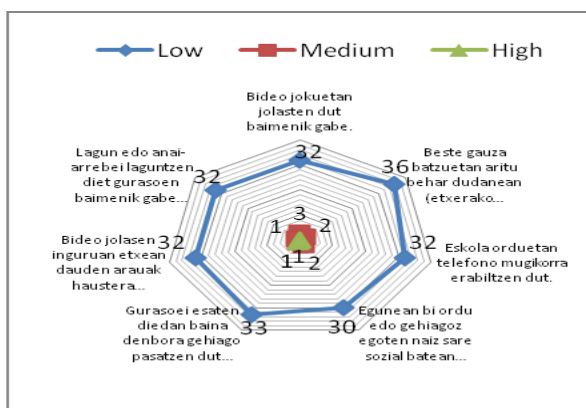 Low Medium High
Bideo jokuetan
jolasten dut
baimenik gabe.
Beste gauza
batzuetan aritu
behar dudanean
(etxerako...
Eskola orduetan
telefono mugikorra
erabiltzen dut.
Egunean bi ordu
edo gehiagoz
egoten naiz sare
sozial batean...
Gurasoei esaten
diedan baina
denbora gehiago
pasatzen dut...
Bideo jolasen
inguruan etxean
dauden arauak
haustera...
Lagun edo anai-
arrebei laguntzen
diet gurasoen
baimenik gabe...
32
36
32
30
33
32
32
3
2
2
1
1
1